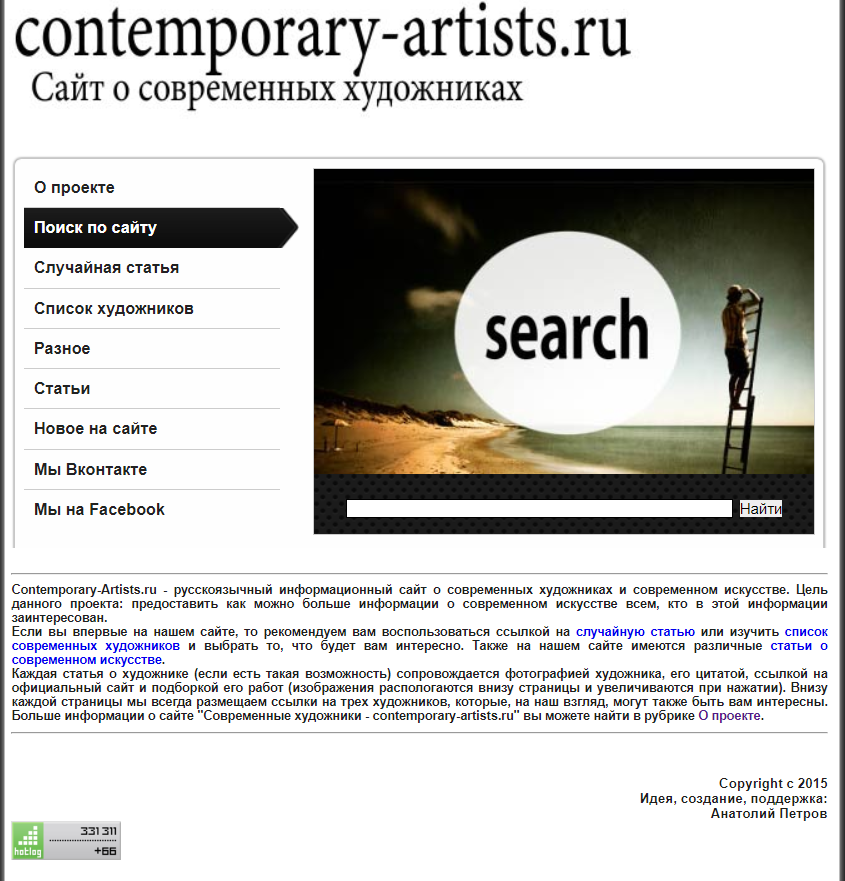 contemporary-artists.ru
Сайт о современных художниках
О проекте
Поиск по сайту
Случайная статья
Список художников
Разное
Статьи
Новое на сайте
Мы Вконтакте
Мы на Facebook
search
Найти
Contemporary-Artists.ru - русскоязычный информационный сайт о современных художниках и современном искусстве. Цель
данного проекта: предоставить как можно больше информации о современном искусстве всем, кто в этой информации
заинтересован.
Если вы впервые на нашем сайте, то рекомендуем вам воспользоваться ссылкой на случайную статью или изучить список
современных художников и выбрать то, что будет вам интересно. Также на нашем сайте имеются различные статьи о
современном искусстве.
Каждая статья о художнике (если есть такая возможность) сопровождается фотографией художника, его цитатой, ссылкой на
официальный сайт и подборкой его работ (изображения распологаются внизу страницы и увеличиваются при нажатии). Внизу
каждой страницы мы всегда размещаем ссылки на трех художников, которые, на наш взгляд, могут также быть вам интересны.
Больше информации о сайте "Современные художники - contemporary-artists.ru" вы можете найти в рубрике О проекте.
Copyright c 2015
Идея, создание, поддержка:
Анатолий Петров
331311
hotlog +66